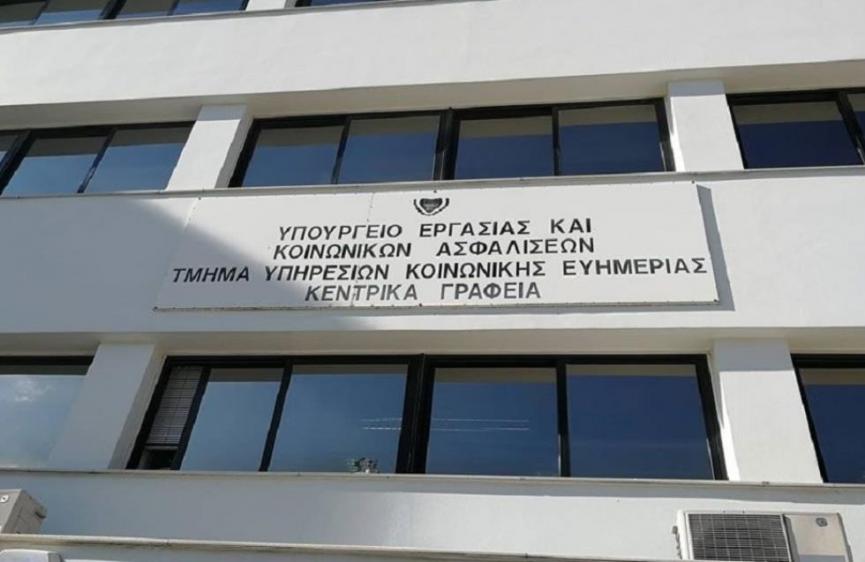 ΥΠΟΥΡΓΕΙΟ ΕΡΓΑΣΙΑΣ ΚΑΙ
ΚΟΙΝΩΝΙΚΩΝ ΑΣΦΑΛΙΣΕΩΝ
ΤΜΗΜΑ ΥΠΗΡΕΣΙΩΝ ΚΟΙΝΩΝΙΚΗΣ ΕΥΗΜΕΡΙΑΣ
ΚΕΝΤΡΙΚΑ ΓΡΑΦΕΙΑ